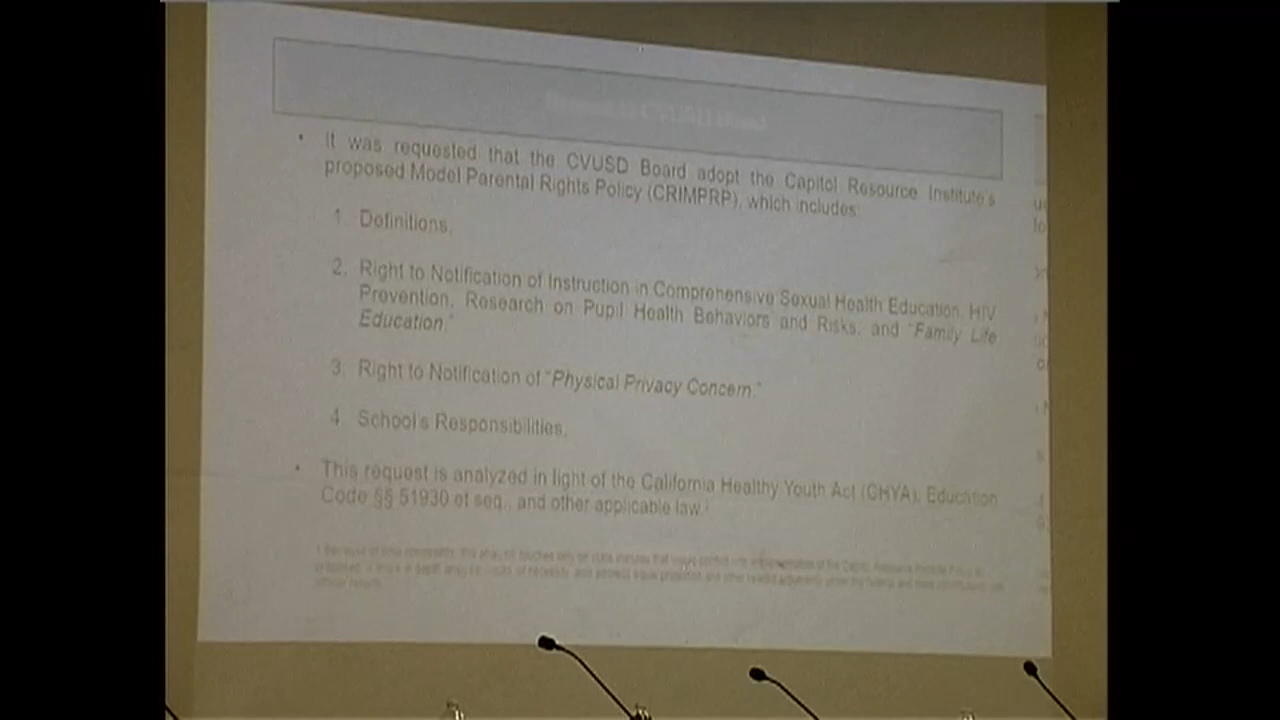 • It was requested that the CVUSD Board adopt the Capitol Resource Institute's
proposed Model Parental Rights Policy (CRIMPRP), which includes:
1. Definitions,
2. Right to Notification of Instruction in Comprehensive Sexual Health Education, HIV
Prevention, Research on Pupil Health Behaviors and Risks, and "Family Life
Education,"
3. Right to Notification of "Physical Privacy Concern,"
4. School's Responsibilities,
• This request is analyzed in light of the California Healthy Youth Act (CHYA), Education
Code §§ 51930 et seq., and other applicable law.¹